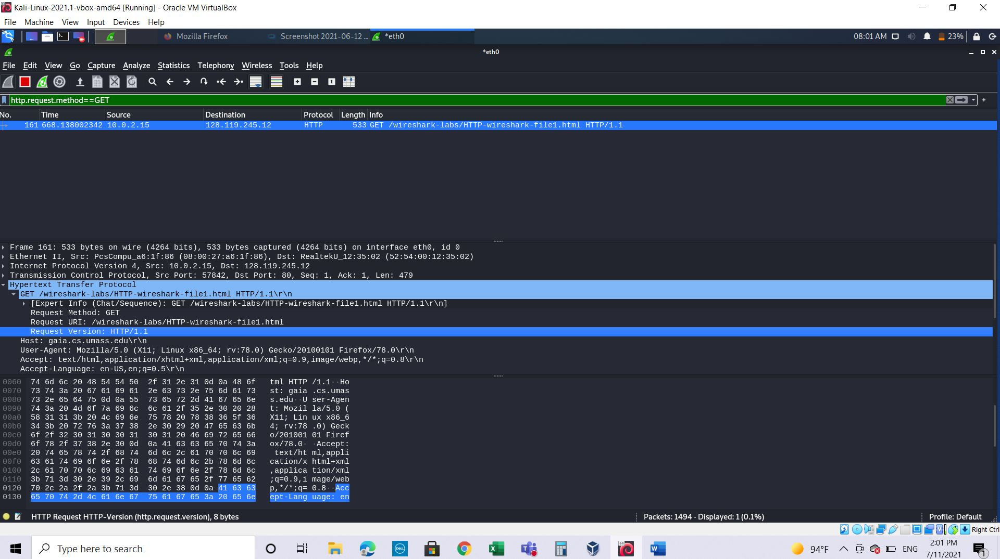 Kali-Linux-2021.1-vbox-amd64 [Running] - Oracle VM VirtualBox
File Machine View Input Devices Help
Mozilla Firefox Screenshot 2021-06-12 ... *eth0 08:01 AM 23%
*eth0
File Edit View Go Capture Analyze Statistics Telephony Wireless Tools Help
http.request.method==GET
No. Time Source Destination Protocol Length Info
161 668.138002342 10.0.2.15 128.119.245.12 HTTP 533 GET /wireshark-labs/HTTP-wireshark-file1.html HTTP/1.1
Frame 161: 533 bytes on wire (4264 bits), 533 bytes captured (4264 bits) on interface eth0, id 0
Ethernet II, Src: PcsCompu_a6:1f:86 (08:00:27:a6:1f:86), Dst: RealtekU_12:35:02 (52:54:00:12:35:02)
Internet Protocol Version 4, Src: 10.0.2.15, Dst: 128.119.245.12
Transmission Control Protocol, Src Port: 57842, Dst Port: 80, Seq: 1, Ack: 1, Len: 479
Hypertext Transfer Protocol
GET /wireshark-labs/HTTP-wireshark-file1.html HTTP/1.1\r\n
[Expert Info (Chat/Sequence): GET /wireshark-labs/HTTP-wireshark-file1.html HTTP/1.1\r\n]
Request Method: GET
Request URI: /wireshark-labs/HTTP-wireshark-file1.html
Request Version: HTTP/1.1
Host: gaia.cs.umass.edu\r\n
User-Agent: Mozilla/5.0 (X11; Linux x86_64; rv:78.0) Gecko/20100101 Firefox/78.0\r\n
Accept: text/html,application/xhtml+xml,application/xml;q=0.9,image/webp,*/*;q=0.8\r\n
Accept-Language: en-US,en;q=0.5\r\n
0060 74 6d 6c 20 48 54 54 50 2f 31 2e 31 0d 0a 48 6f tml HTTP /1.1··Ho
0070 73 74 3a 20 67 61 69 61 2e 63 73 2e 75 6d 61 73 st: gaia .cs.umas
0080 73 2e 65 64 75 0d 0a 55 73 65 72 2d 41 67 65 6e s.edu··U ser-Agen
0090 74 3a 20 4d 6f 7a 69 6c 6c 61 2f 35 2e 30 20 28 t: Mozil la/5.0 (
00a0 58 31 31 3b 20 4c 69 6e 75 78 20 78 38 36 5f 36 X11; Lin ux x86_6
00b0 34 3b 20 72 76 3a 37 38 2e 30 29 20 47 65 63 6b 4; rv:78 .0) Geck
00c0 6f 2f 32 30 31 30 30 31 30 31 20 46 69 72 65 66 o/201001 01 Firef
00d0 6f 78 2f 37 38 2e 30 0d 0a 41 63 63 65 70 74 3a ox/78.0· ·Accept:
00e0 20 74 65 78 74 2f 68 74 6d 6c 2c 61 70 70 6c 69 text/ht ml,appli
00f0 63 61 74 69 6f 6e 2f 78 68 74 6d 6c 2b 78 6d 6c cation/x html+xml
0100 2c 61 70 70 6c 69 63 61 74 69 6f 6e 2f 78 6d 6c ,applica tion/xml
0110 3b 71 3d 30 2e 39 2c 69 6d 61 67 65 2f 77 65 62 ;q=0.9,i mage/web
0120 70 2c 2a 2f 2a 3b 71 3d 30 2e 38 0d 0a 41 63 63 p,*/*;q= 0.8··Acc
0130 65 70 74 2d 4c 61 6e 67 75 61 67 65 3a 20 65 6e ept-Lang uage: en
HTTP Request HTTP-Version (http.request.version), 8 bytes Packets: 1494 · Displayed: 1 (0.1%) Profile: Default
Right Ctrl
Type here to search 94°F ENG 2:01 PM
7/11/2021 1